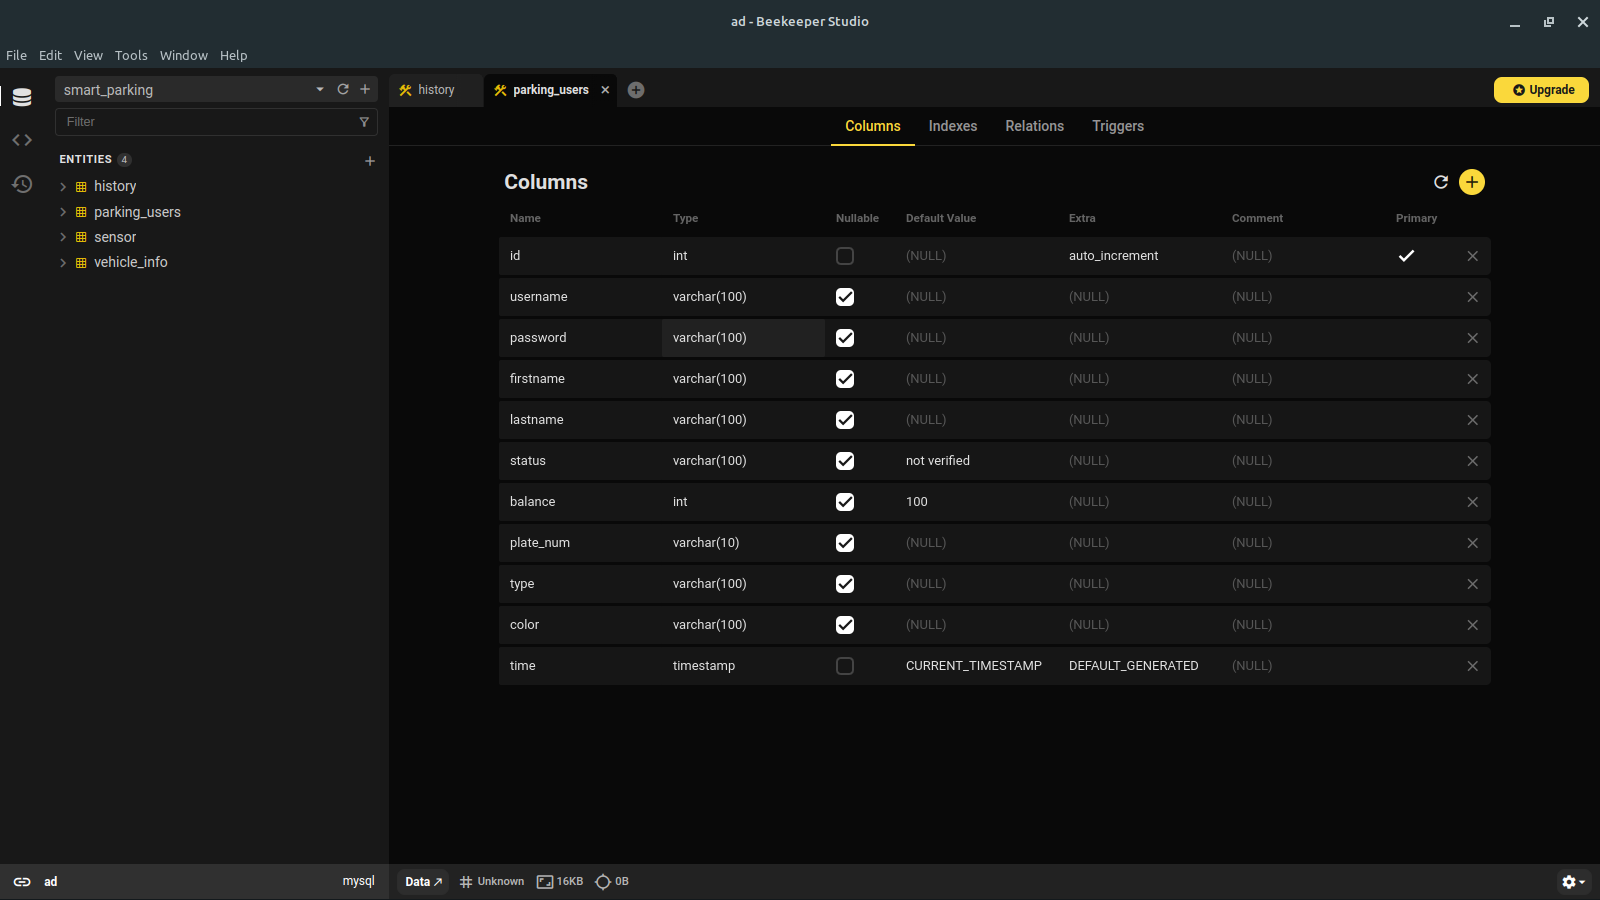 ad - Beekeeper Studio
File Edit View Tools Window Help
smart_parking
Filter
ENTITIES 4
history
parking_users
sensor
vehicle_info
history
parking_users
Upgrade
Columns Indexes Relations Triggers
Columns
Name Type Nullable Default Value Extra Comment Primary
id int (NULL) auto_increment (NULL)
username varchar(100) (NULL) (NULL) (NULL)
password varchar(100) (NULL) (NULL) (NULL)
firstname varchar(100) (NULL) (NULL) (NULL)
lastname varchar(100) (NULL) (NULL) (NULL)
status varchar(100) not verified (NULL) (NULL)
balance int 100 (NULL) (NULL)
plate_num varchar(10) (NULL) (NULL) (NULL)
type varchar(100) (NULL) (NULL) (NULL)
color varchar(100) (NULL) (NULL) (NULL)
time timestamp CURRENT_TIMESTAMP DEFAULT_GENERATED (NULL)
ad mysql Data Unknown 16KB 0B